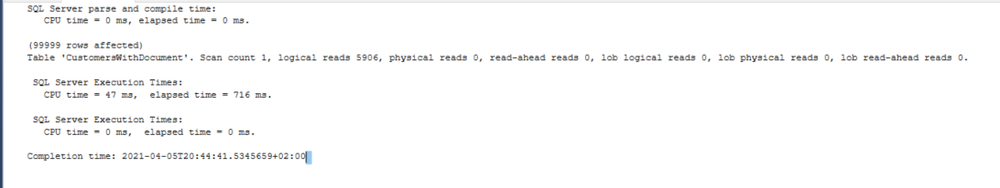 SQL Server parse and compile time:
CPU time = 0 ms, elapsed time = 0 ms.
(99999 rows affected)
Table 'CustomersWithDocument'. Scan count 1, logical reads 5906, physical reads 0, read-ahead reads 0, lob logical reads 0, lob physical reads 0, lob read-ahead reads 0.
SQL Server Execution Times:
CPU time = 47 ms,  elapsed time = 716 ms.
SQL Server Execution Times:
CPU time = 0 ms,  elapsed time = 0 ms.
Completion time: 2021-04-05T20:44:41.5345659+02:00